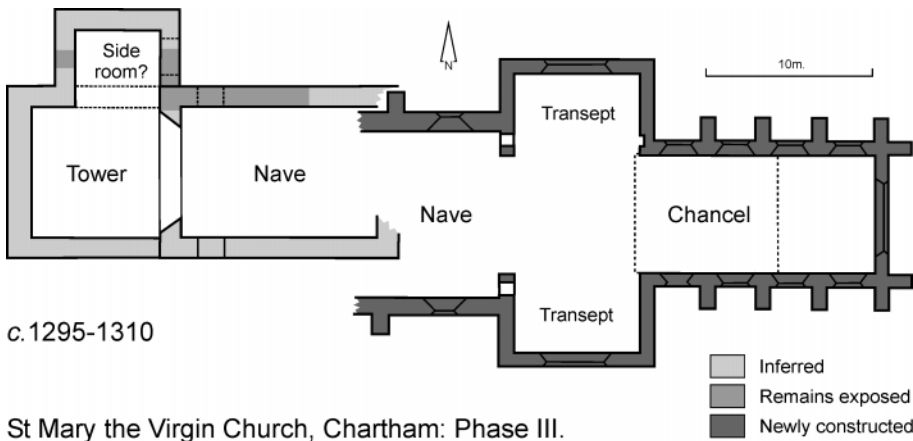 Side
room?
N
10m.
Transept
Tower
Nave
Nave
Chancel
Transept
c.1295-1310
Inferred
Remains exposed
Newly constructed
St Mary the Virgin Church, Chartham: Phase III.